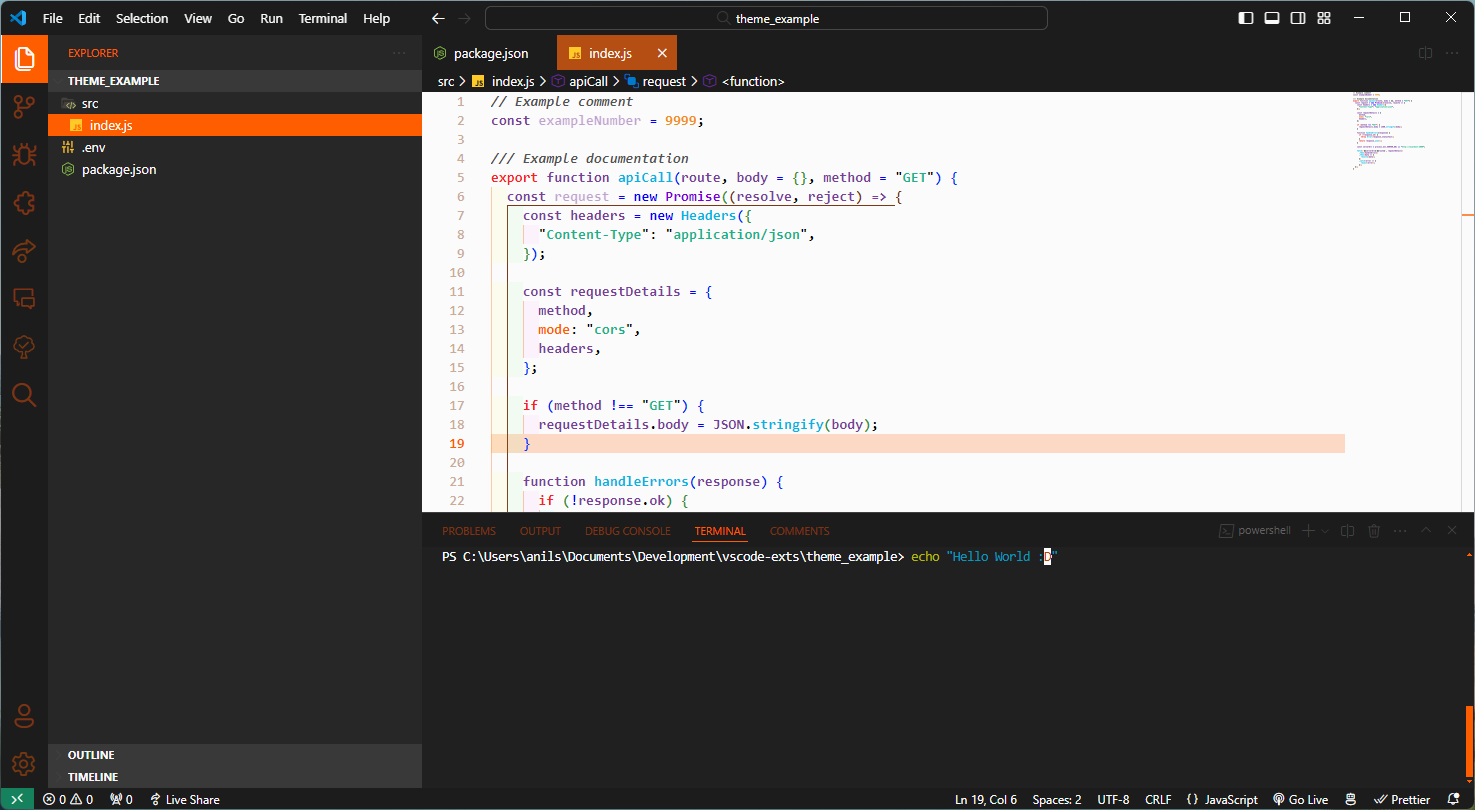 File Edit Selection View Go Run Terminal Help
theme_example
EXPLORER
THEME_EXAMPLE
src
index.js
.env
package.json
OUTLINE
TIMELINE
package.json
index.js
src > index.js > apiCall > request > <function>
1 // Example comment
2 const exampleNumber = 9999;
3
4 /// Example documentation
5 export function apiCall(route, body = {}, method = "GET") {
6 const request = new Promise((resolve, reject) => {
7 const headers = new Headers({
8 "Content-Type": "application/json",
9 });
10
11 const requestDetails = {
12 method,
13 mode: "cors",
14 headers,
15 };
16
17 if (method !== "GET") {
18 requestDetails.body = JSON.stringify(body);
19 }
20
21 function handleErrors(response) {
22 if (!response.ok) {
PROBLEMS OUTPUT DEBUG CONSOLE TERMINAL COMMENTS
powershell
PS C:\Users\anils\Documents\Development\vscode-exts\theme_example> echo "Hello World :D"
0 0 0 Live Share
Ln 19, Col 6 Spaces: 2 UTF-8 CRLF {} JavaScript Go Live Prettier